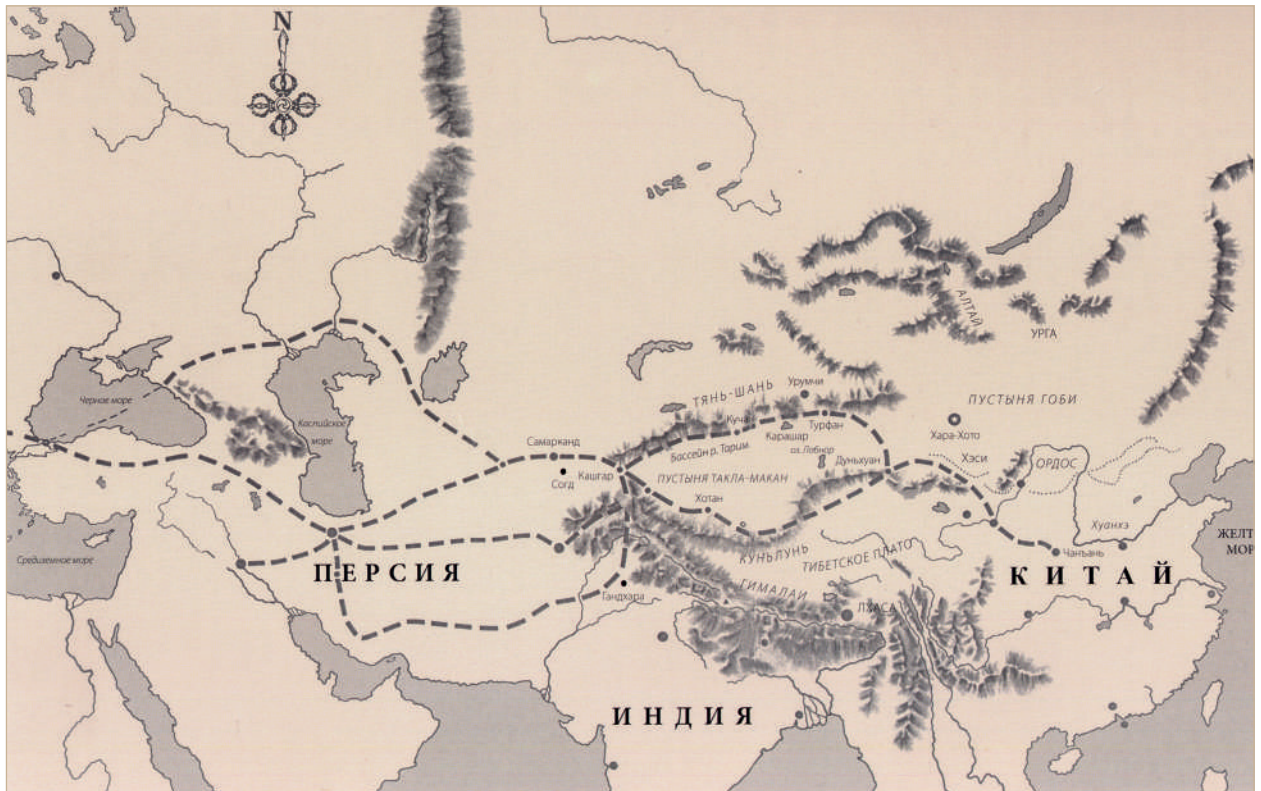 N
АЛТАЙ
УРГА
ТЯНЬ-ШАНЬ
Урумчи
ПУСТЫНЯ ГОБИ
Черное море
Каспийское
море
Кучар
Турфан
Карашар
Хара-Хото
Самарканд
Бассейн р. Тарим
оз. Лобнор
Дуньхуан
Хэси
ОРДОС
Кашгар
Согд
ПУСТЫНЯ ТАКЛА-МАКАН
Хотан
Хуанхэ
ЖЕЛТ
МОР
Средиземное море
КУНЬЛУНЬ
ТИБЕТСКОЕ ПЛАТО
Чанъань
ПЕРСИЯ
КИТАЙ
Гандхара
ГИМАЛАИ
ЛХАСА
ИНДИЯ